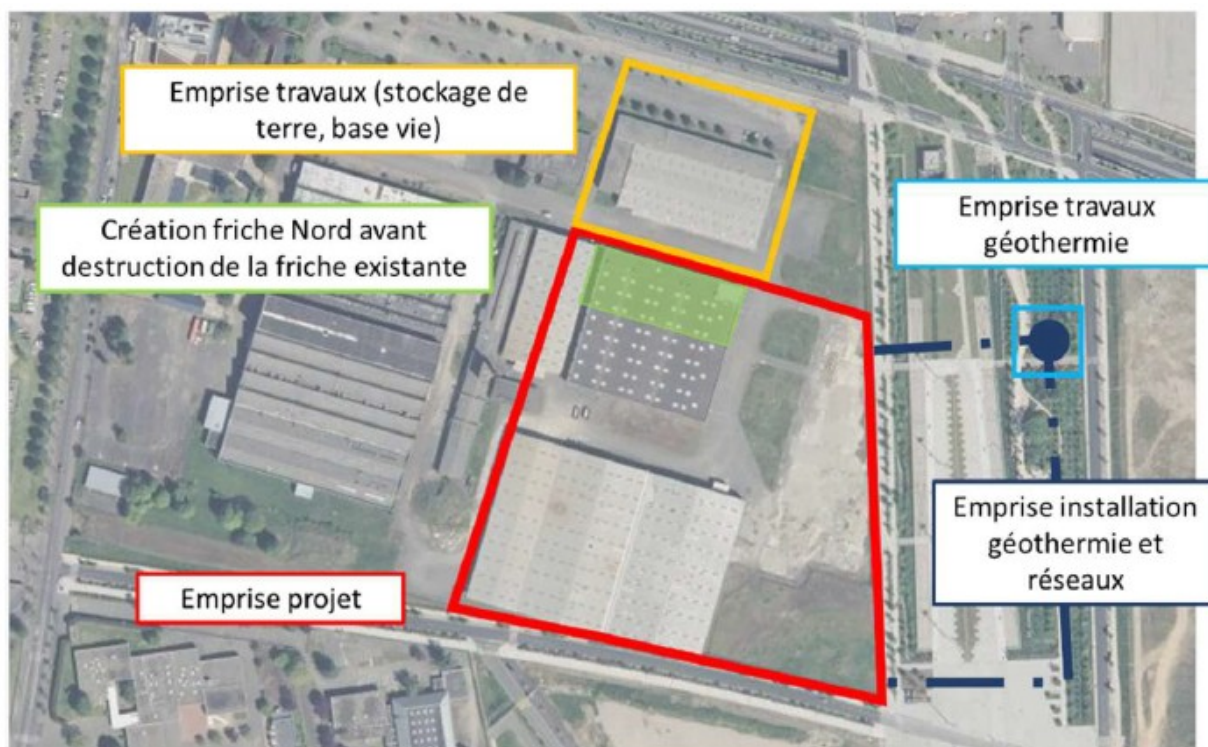 Emprise travaux (stockage de
terre, base vie)
Création friche Nord avant
destruction de la friche existante
Emprise travaux
géothermie
Emprise installation
géothermie et
réseaux
Emprise projet